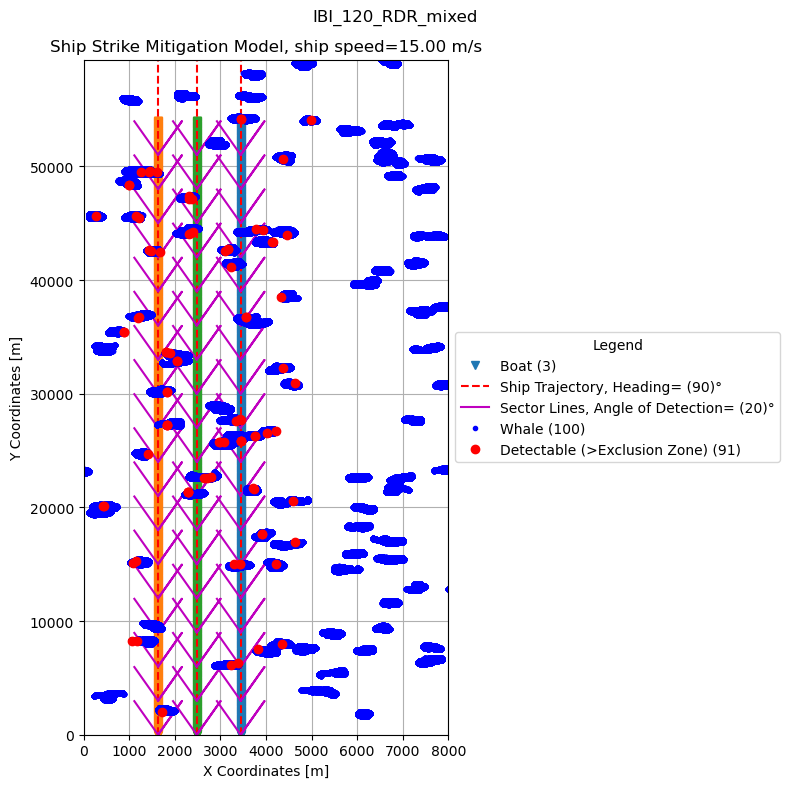 IBI_120_RDR_mixed
Ship Strike Mitigation Model, ship speed=15.00 m/s
50000
40000
30000
20000
10000
0
Y Coordinates [m]
0 1000 2000 3000 4000 5000 6000 7000 8000
X Coordinates [m]
Legend
Boat (3)
Ship Trajectory, Heading= (90)°
Sector Lines, Angle of Detection= (20)°
Whale (100)
Detectable (>Exclusion Zone) (91)